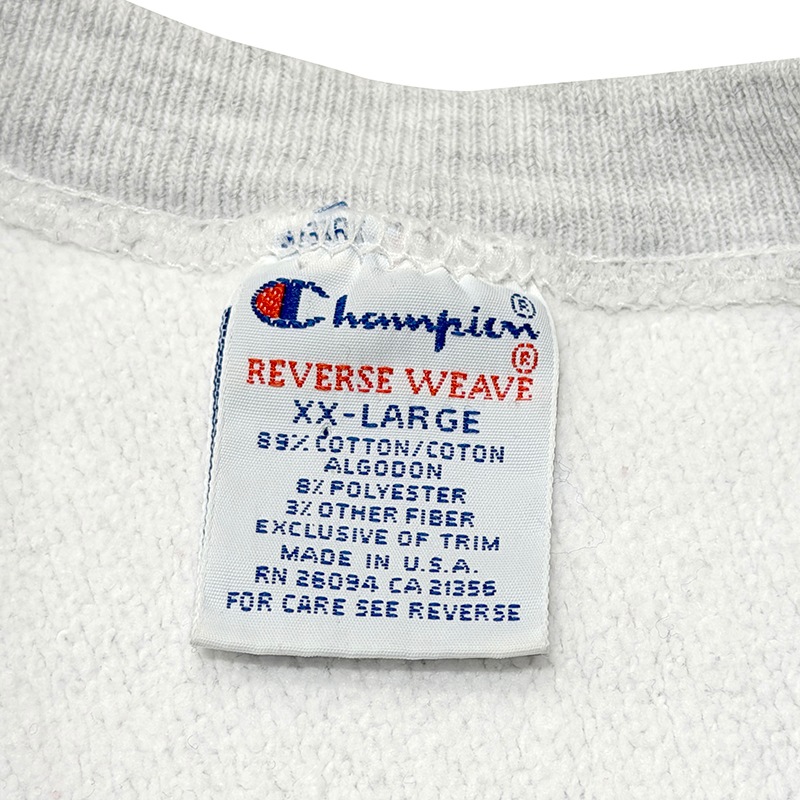 Champion®
REVERSE WEAVE®
XX-LARGE
89% COTTON/COTON
ALGODON
8% POLYESTER
3% OTHER FIBER
EXCLUSIVE OF TRIM
MADE IN U.S.A.
RN 26094 CA 21356
FOR CARE SEE REVERSE